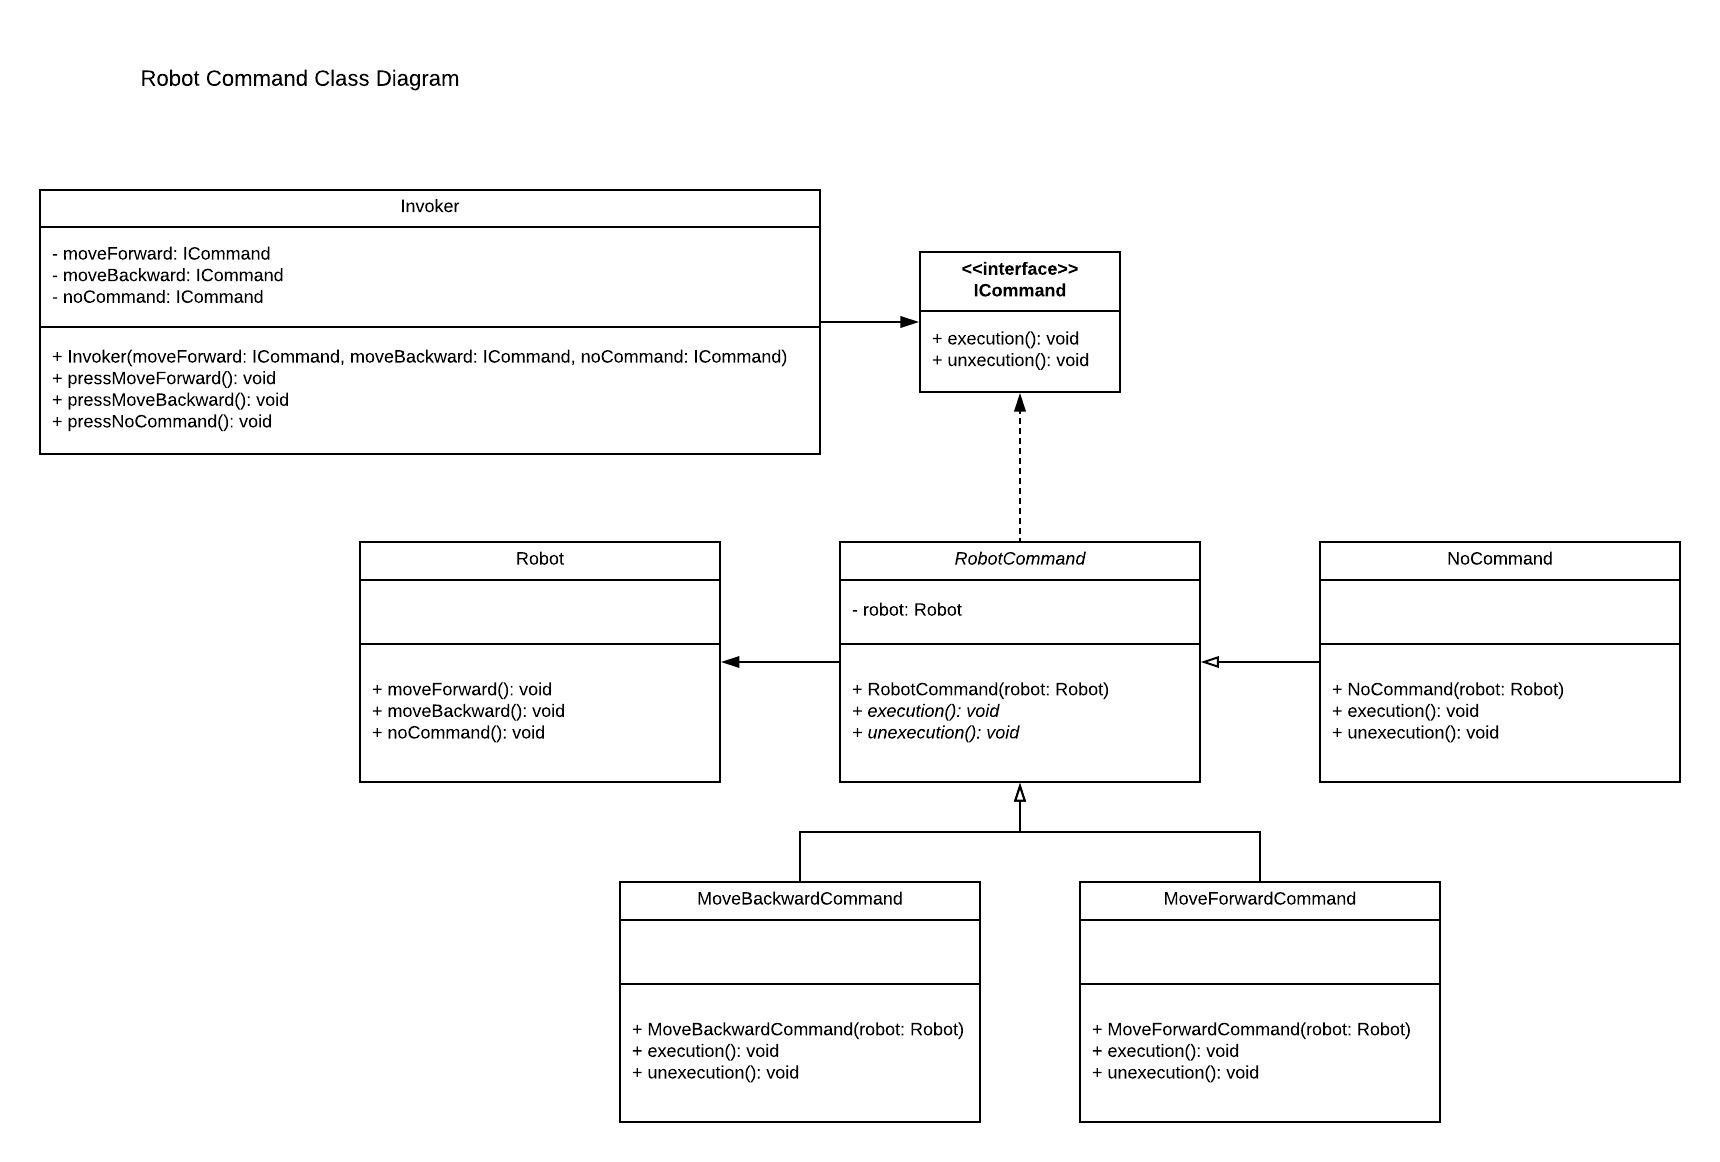 Robot Command Class Diagram
Invoker
- moveForward: ICommand
- moveBackward: ICommand
- noCommand: ICommand
+ Invoker(moveForward: ICommand, moveBackward: ICommand, noCommand: ICommand)
+ pressMoveForward(): void
+ pressMoveBackward(): void
+ pressNoCommand(): void
<<interface>>
ICommand
+ execution(): void
+ unxecution(): void
Robot
+ moveForward(): void
+ moveBackward(): void
+ noCommand(): void
RobotCommand
- robot: Robot
+ RobotCommand(robot: Robot)
+ execution(): void
+ unexecution(): void
NoCommand
+ NoCommand(robot: Robot)
+ execution(): void
+ unexecution(): void
MoveBackwardCommand
+ MoveBackwardCommand(robot: Robot)
+ execution(): void
+ unexecution(): void
MoveForwardCommand
+ MoveForwardCommand(robot: Robot)
+ execution(): void
+ unexecution(): void